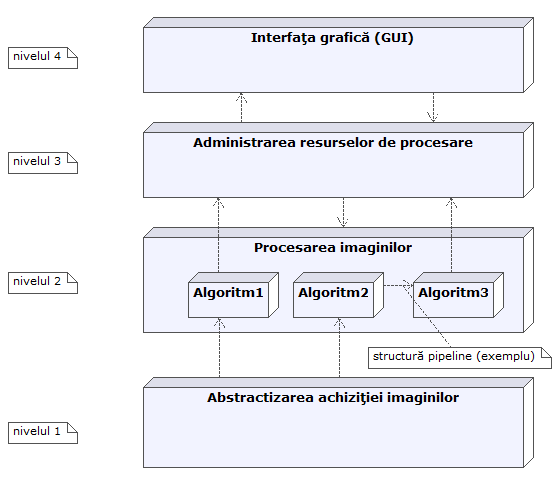 Interfaţa grafică (GUI)
nivelul 4
Administrarea resurselor de procesare
nivelul 3
Procesarea imaginilor
nivelul 2
Algoritm1
Algoritm2
Algoritm3
structură pipeline (exemplu)
Abstractizarea achiziţiei imaginilor
nivelul 1